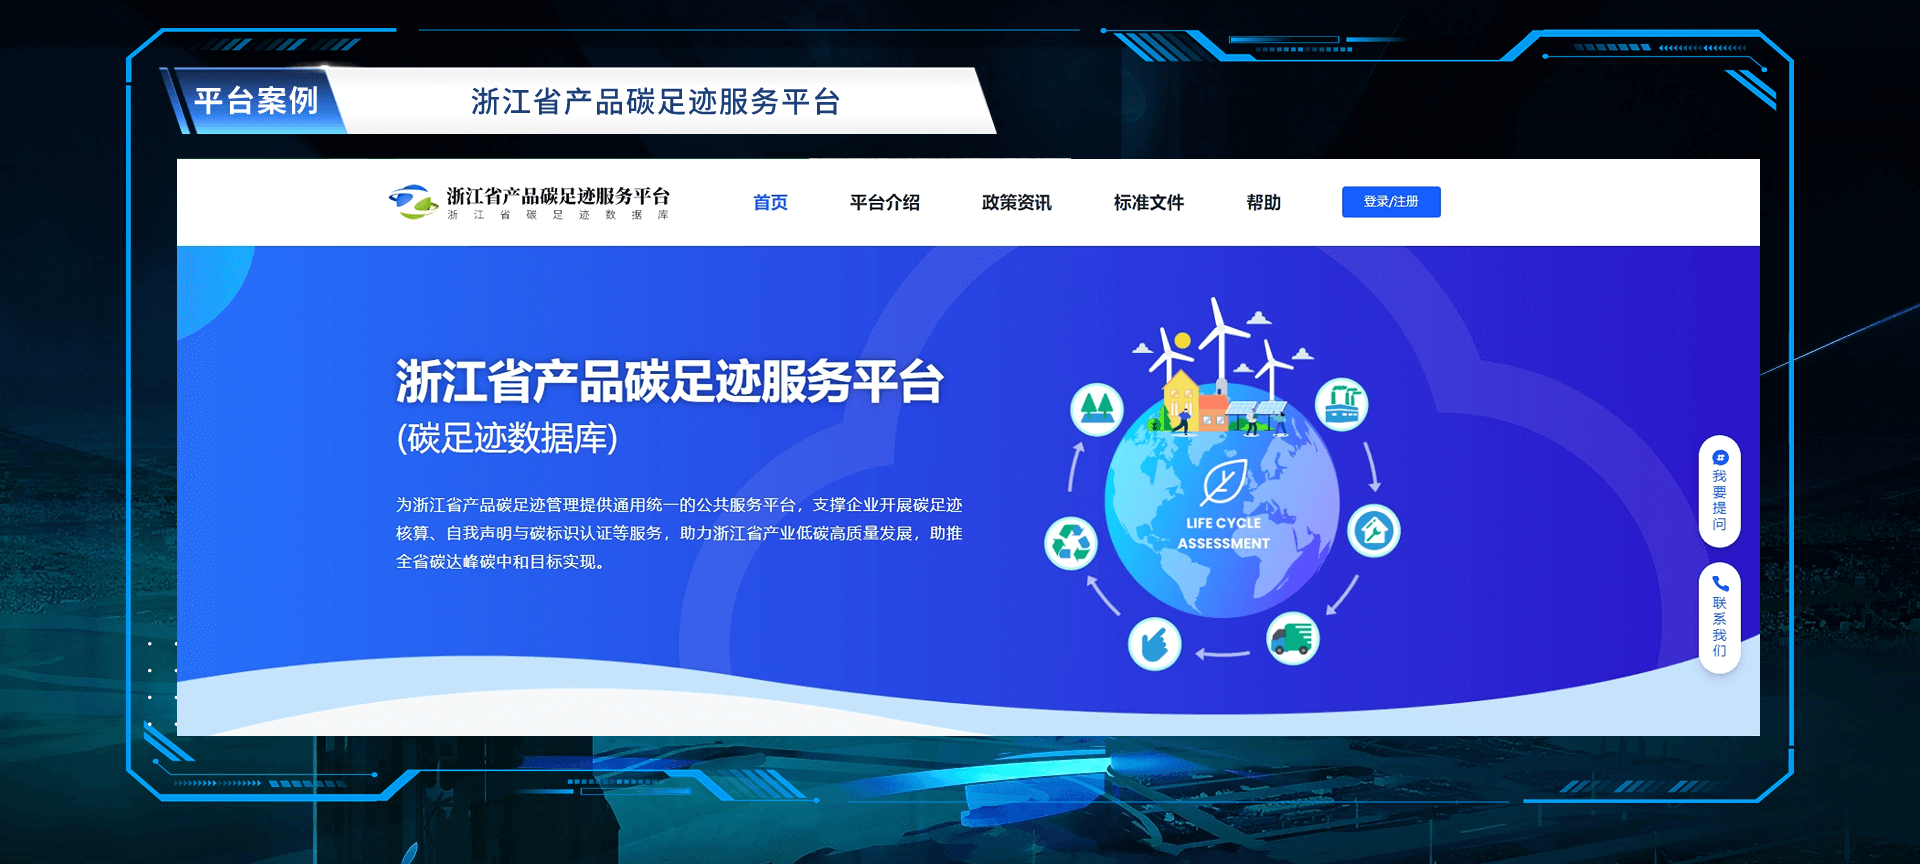 平台案例
浙江省产品碳足迹服务平台
浙江省产品碳足迹服务平台
浙江省碳足迹数据库
首页
平台介绍
政策资讯
标准文件
帮助
登录/注册
浙江省产品碳足迹服务平台
(碳足迹数据库)
为浙江省产品碳足迹管理提供通用统一的公共服务平台，支撑企业开展碳足迹
核算、自我声明与碳标识认证等服务，助力浙江省产业低碳高质量发展，助推
全省碳达峰碳中和目标实现。
LIFE CYCLE
ASSESSMENT
我要提问
联系我们